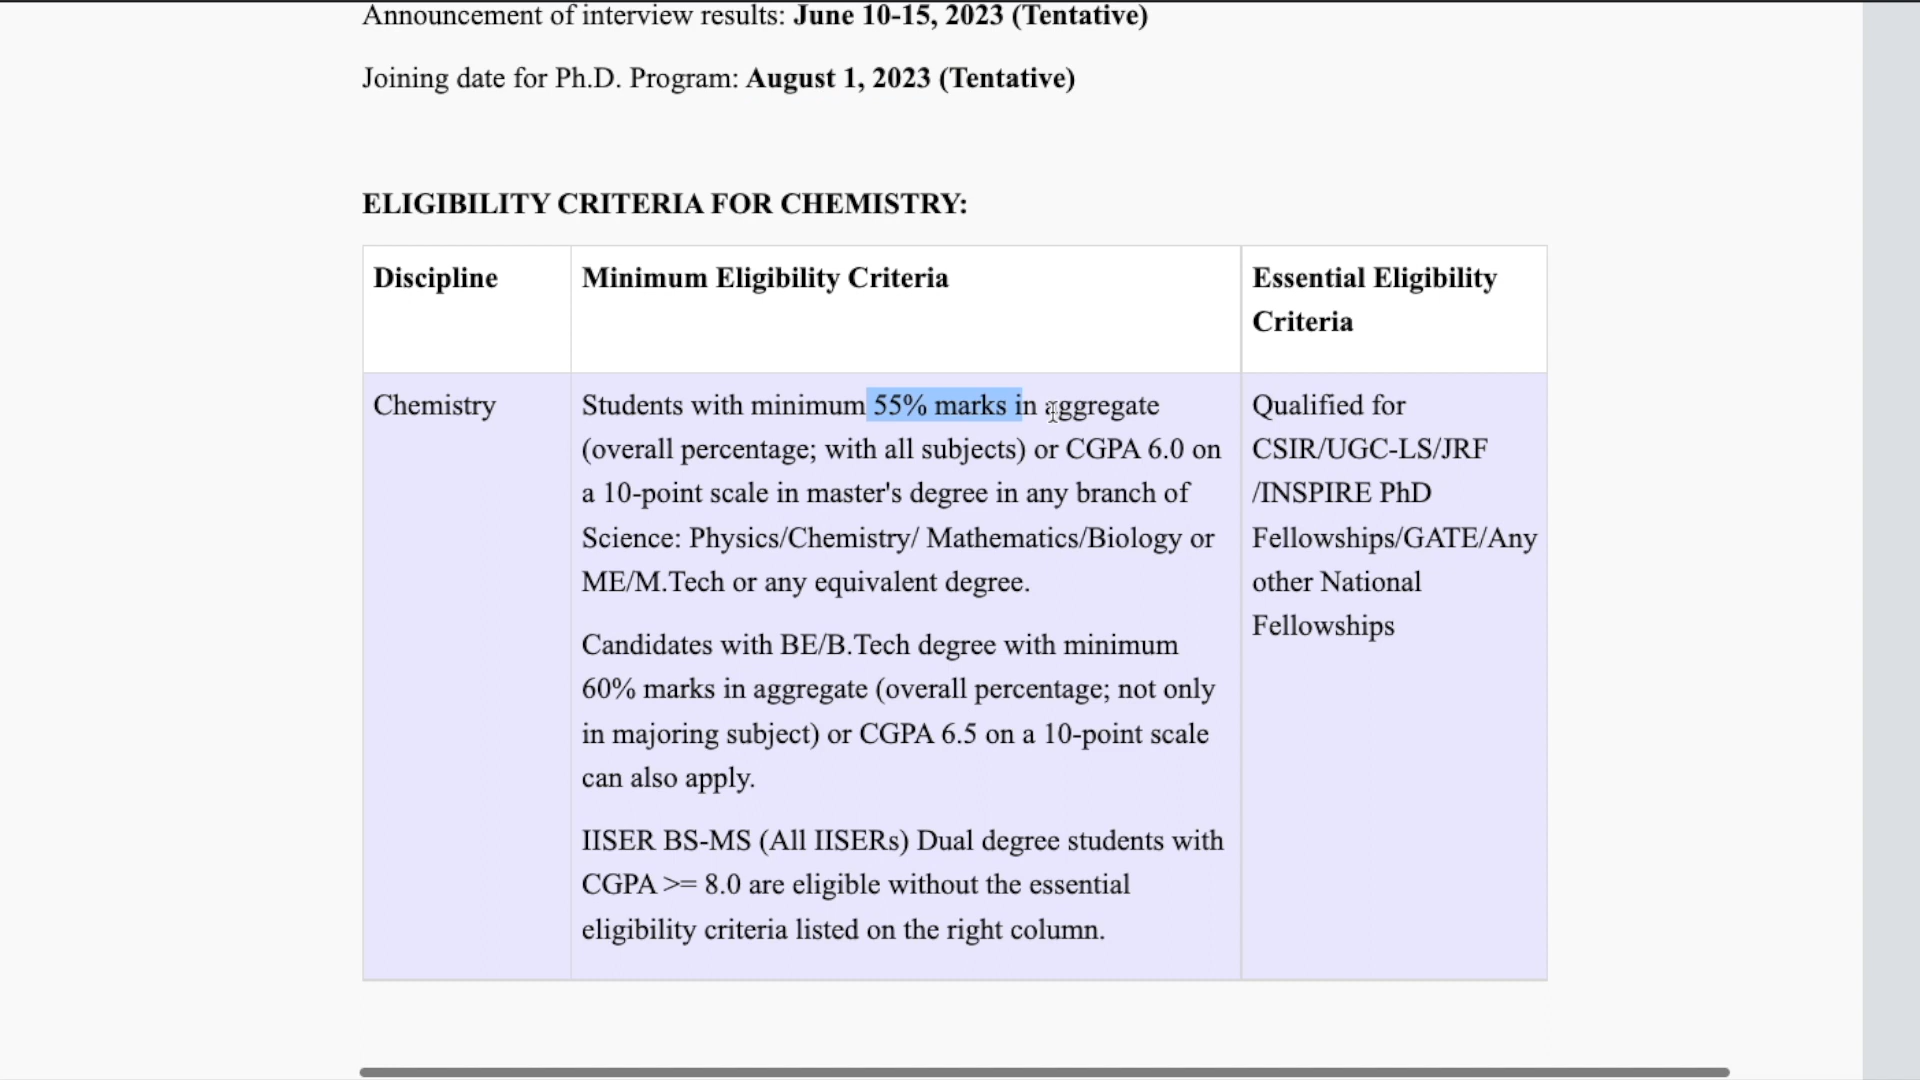 Announcement of interview results: June 10-15, 2023 (Tentative)
Joining date for Ph.D. Program: August 1, 2023 (Tentative)
ELIGIBILITY CRITERIA FOR CHEMISTRY:
Discipline
Minimum Eligibility Criteria
Essential Eligibility
Criteria
Chemistry
Students with minimum 55% marks in aggregate
(overall percentage; with all subjects) or CGPA 6.0 on
a 10-point scale in master's degree in any branch of
Science: Physics/Chemistry/ Mathematics/Biology or
ME/M.Tech or any equivalent degree.
Candidates with BE/B.Tech degree with minimum
60% marks in aggregate (overall percentage; not only
in majoring subject) or CGPA 6.5 on a 10-point scale
can also apply.
IISER BS-MS (All IISERs) Dual degree students with
CGPA >= 8.0 are eligible without the essential
eligibility criteria listed on the right column.
Qualified for
CSIR/UGC-LS/JRF
/INSPIRE PhD
Fellowships/GATE/Any
other National
Fellowships